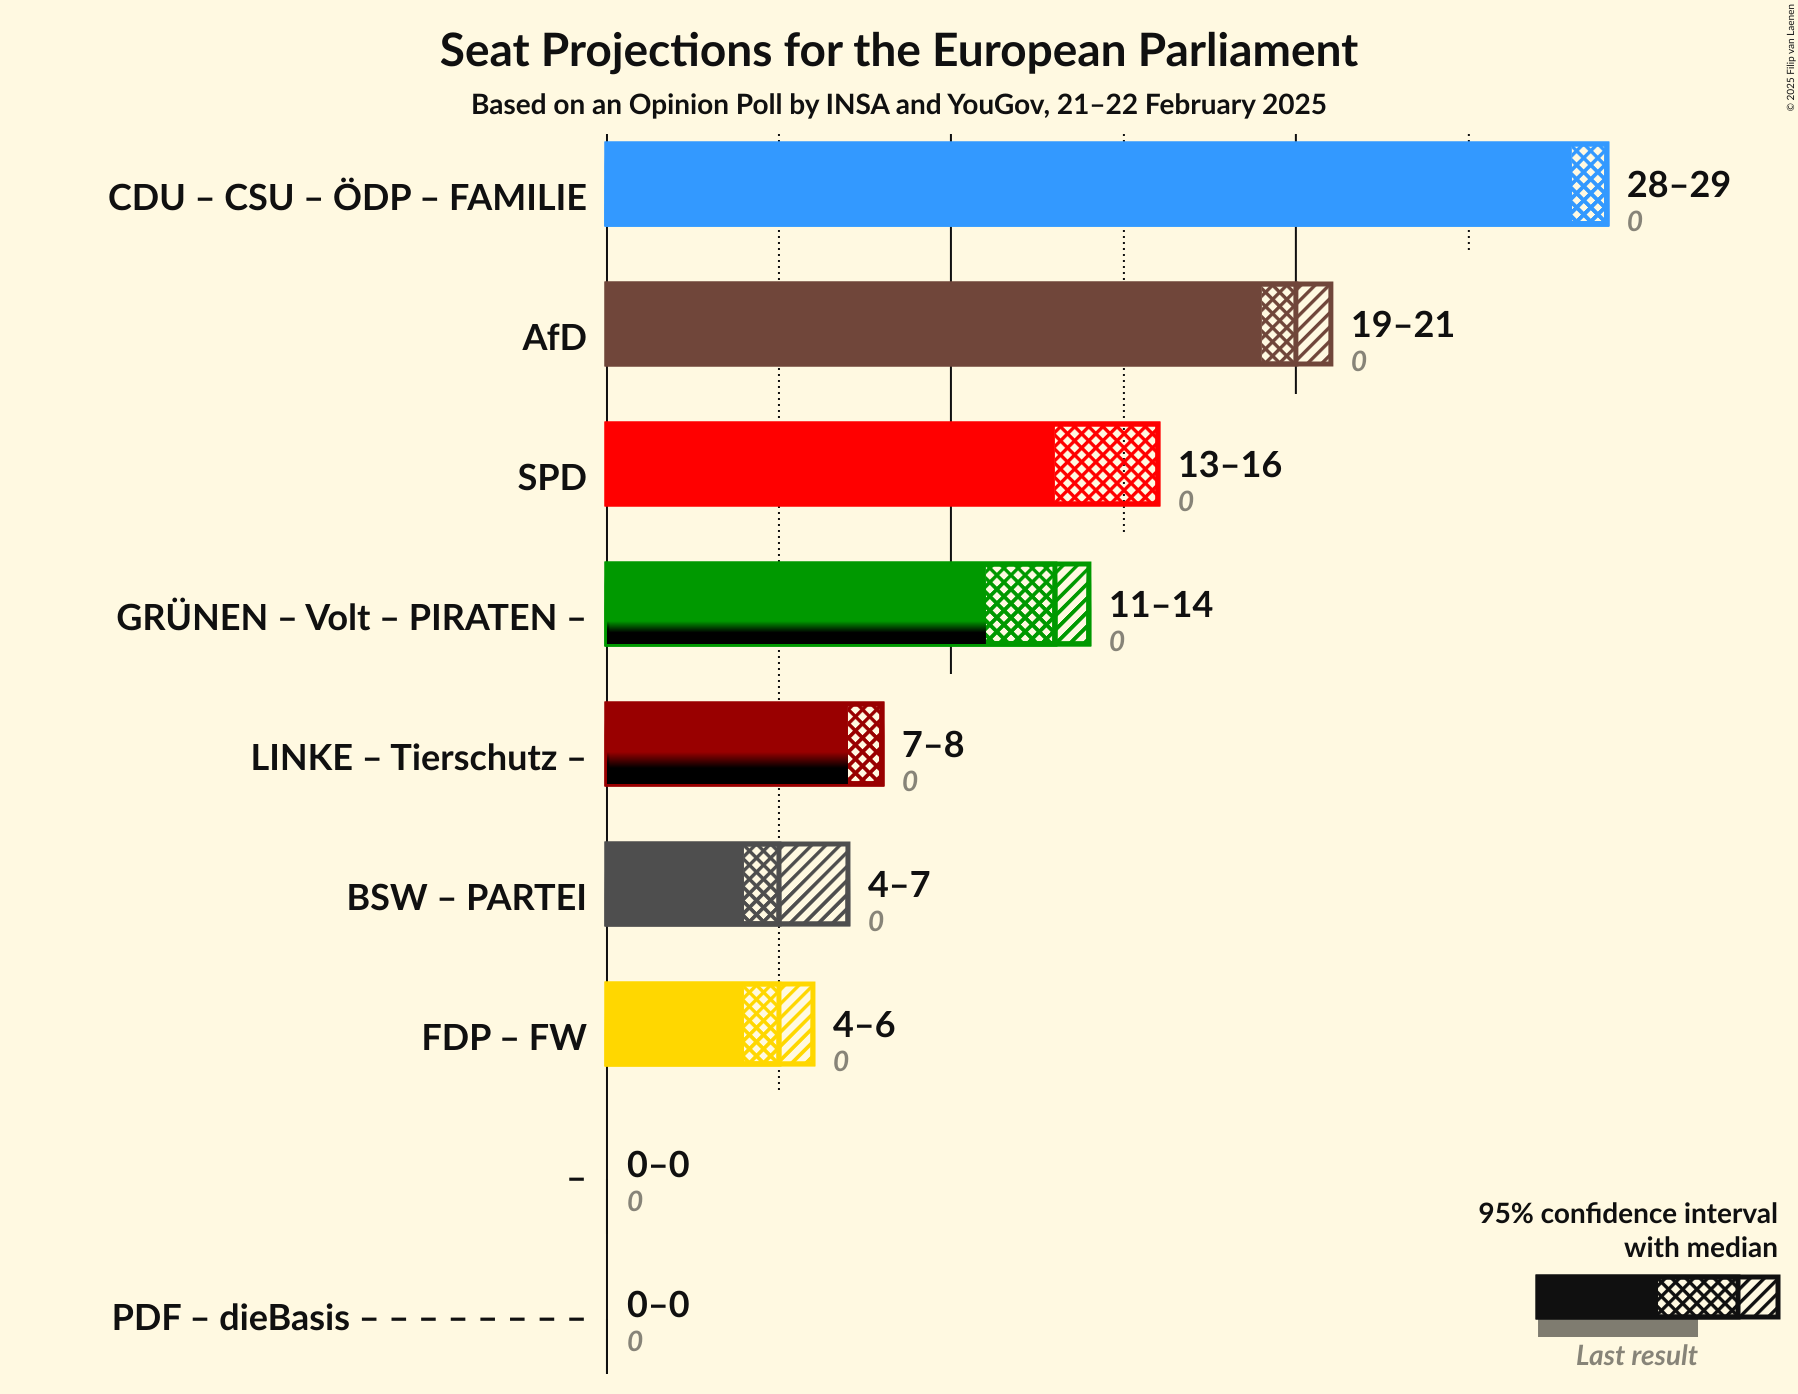 Seat Projections for the European Parliament
Based on an Opinion Poll by INSA and YouGov, 21–22 February 2025
© 2025 Filip van Laenen
CDU – CSU – ÖDP – FAMILIE
28–29
0
AfD
19–21
0
SPD
13–16
0
GRÜNEN – Volt – PIRATEN –
11–14
0
LINKE – Tierschutz –
7–8
0
BSW – PARTEI
4–7
0
FDP – FW
4–6
0
–
0–0
0
PDF – dieBasis – – – – – – – –
0–0
0
95% confidence interval
with median
Last result